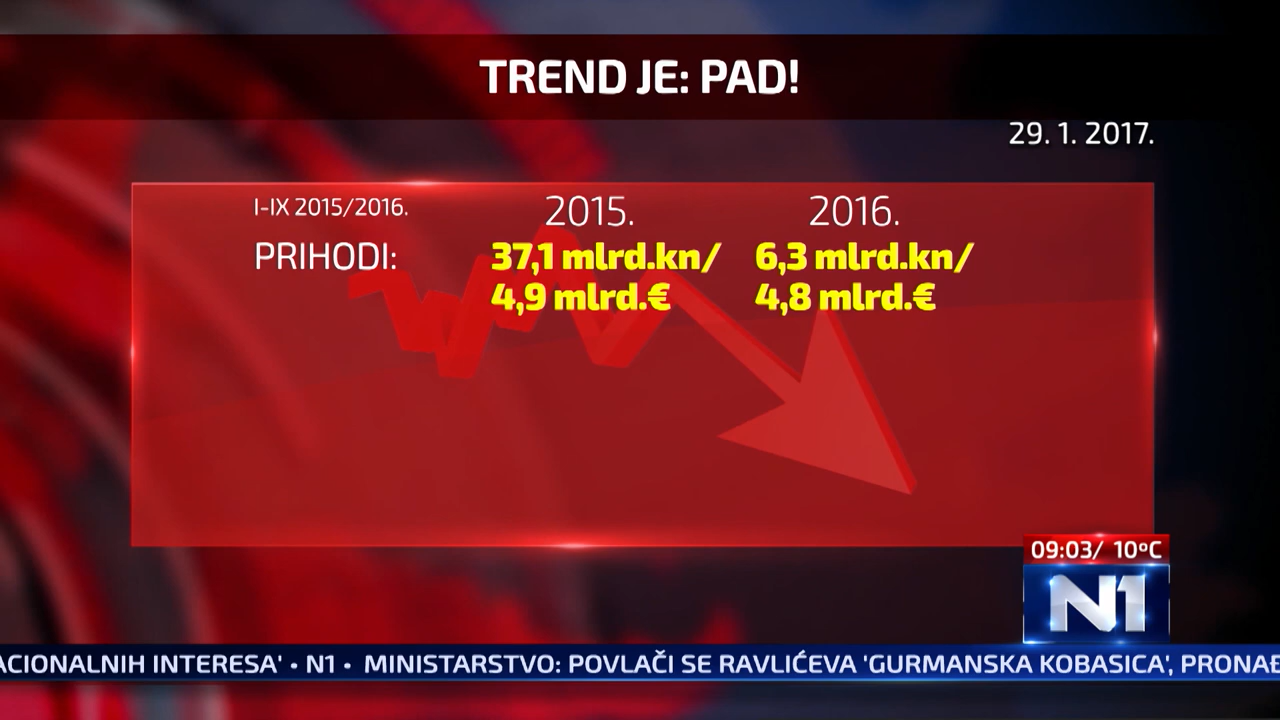 TREND JE: PAD!
29. 1. 2017.
I-IX 2015/2016. 2015. 2016.
PRIHODI: 37,1 mlrd.kn/ 6,3 mlrd.kn/
4,9 mlrd.€ 4,8 mlrd.€
09:03/ 10ºC
N1
ACIONALNIH INTERESA' • N1 • MINISTARSTVO: POVLAČI SE RAVLIĆEVA 'GURMANSKA KOBASICA', PRONAĐ